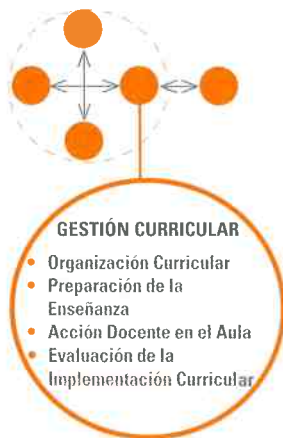 GESTIÓN CURRICULAR
• Organización Curricular
• Preparación de la
Enseñanza
• Acción Docente en el Aula
• Evaluación de la
Implementación Curricular